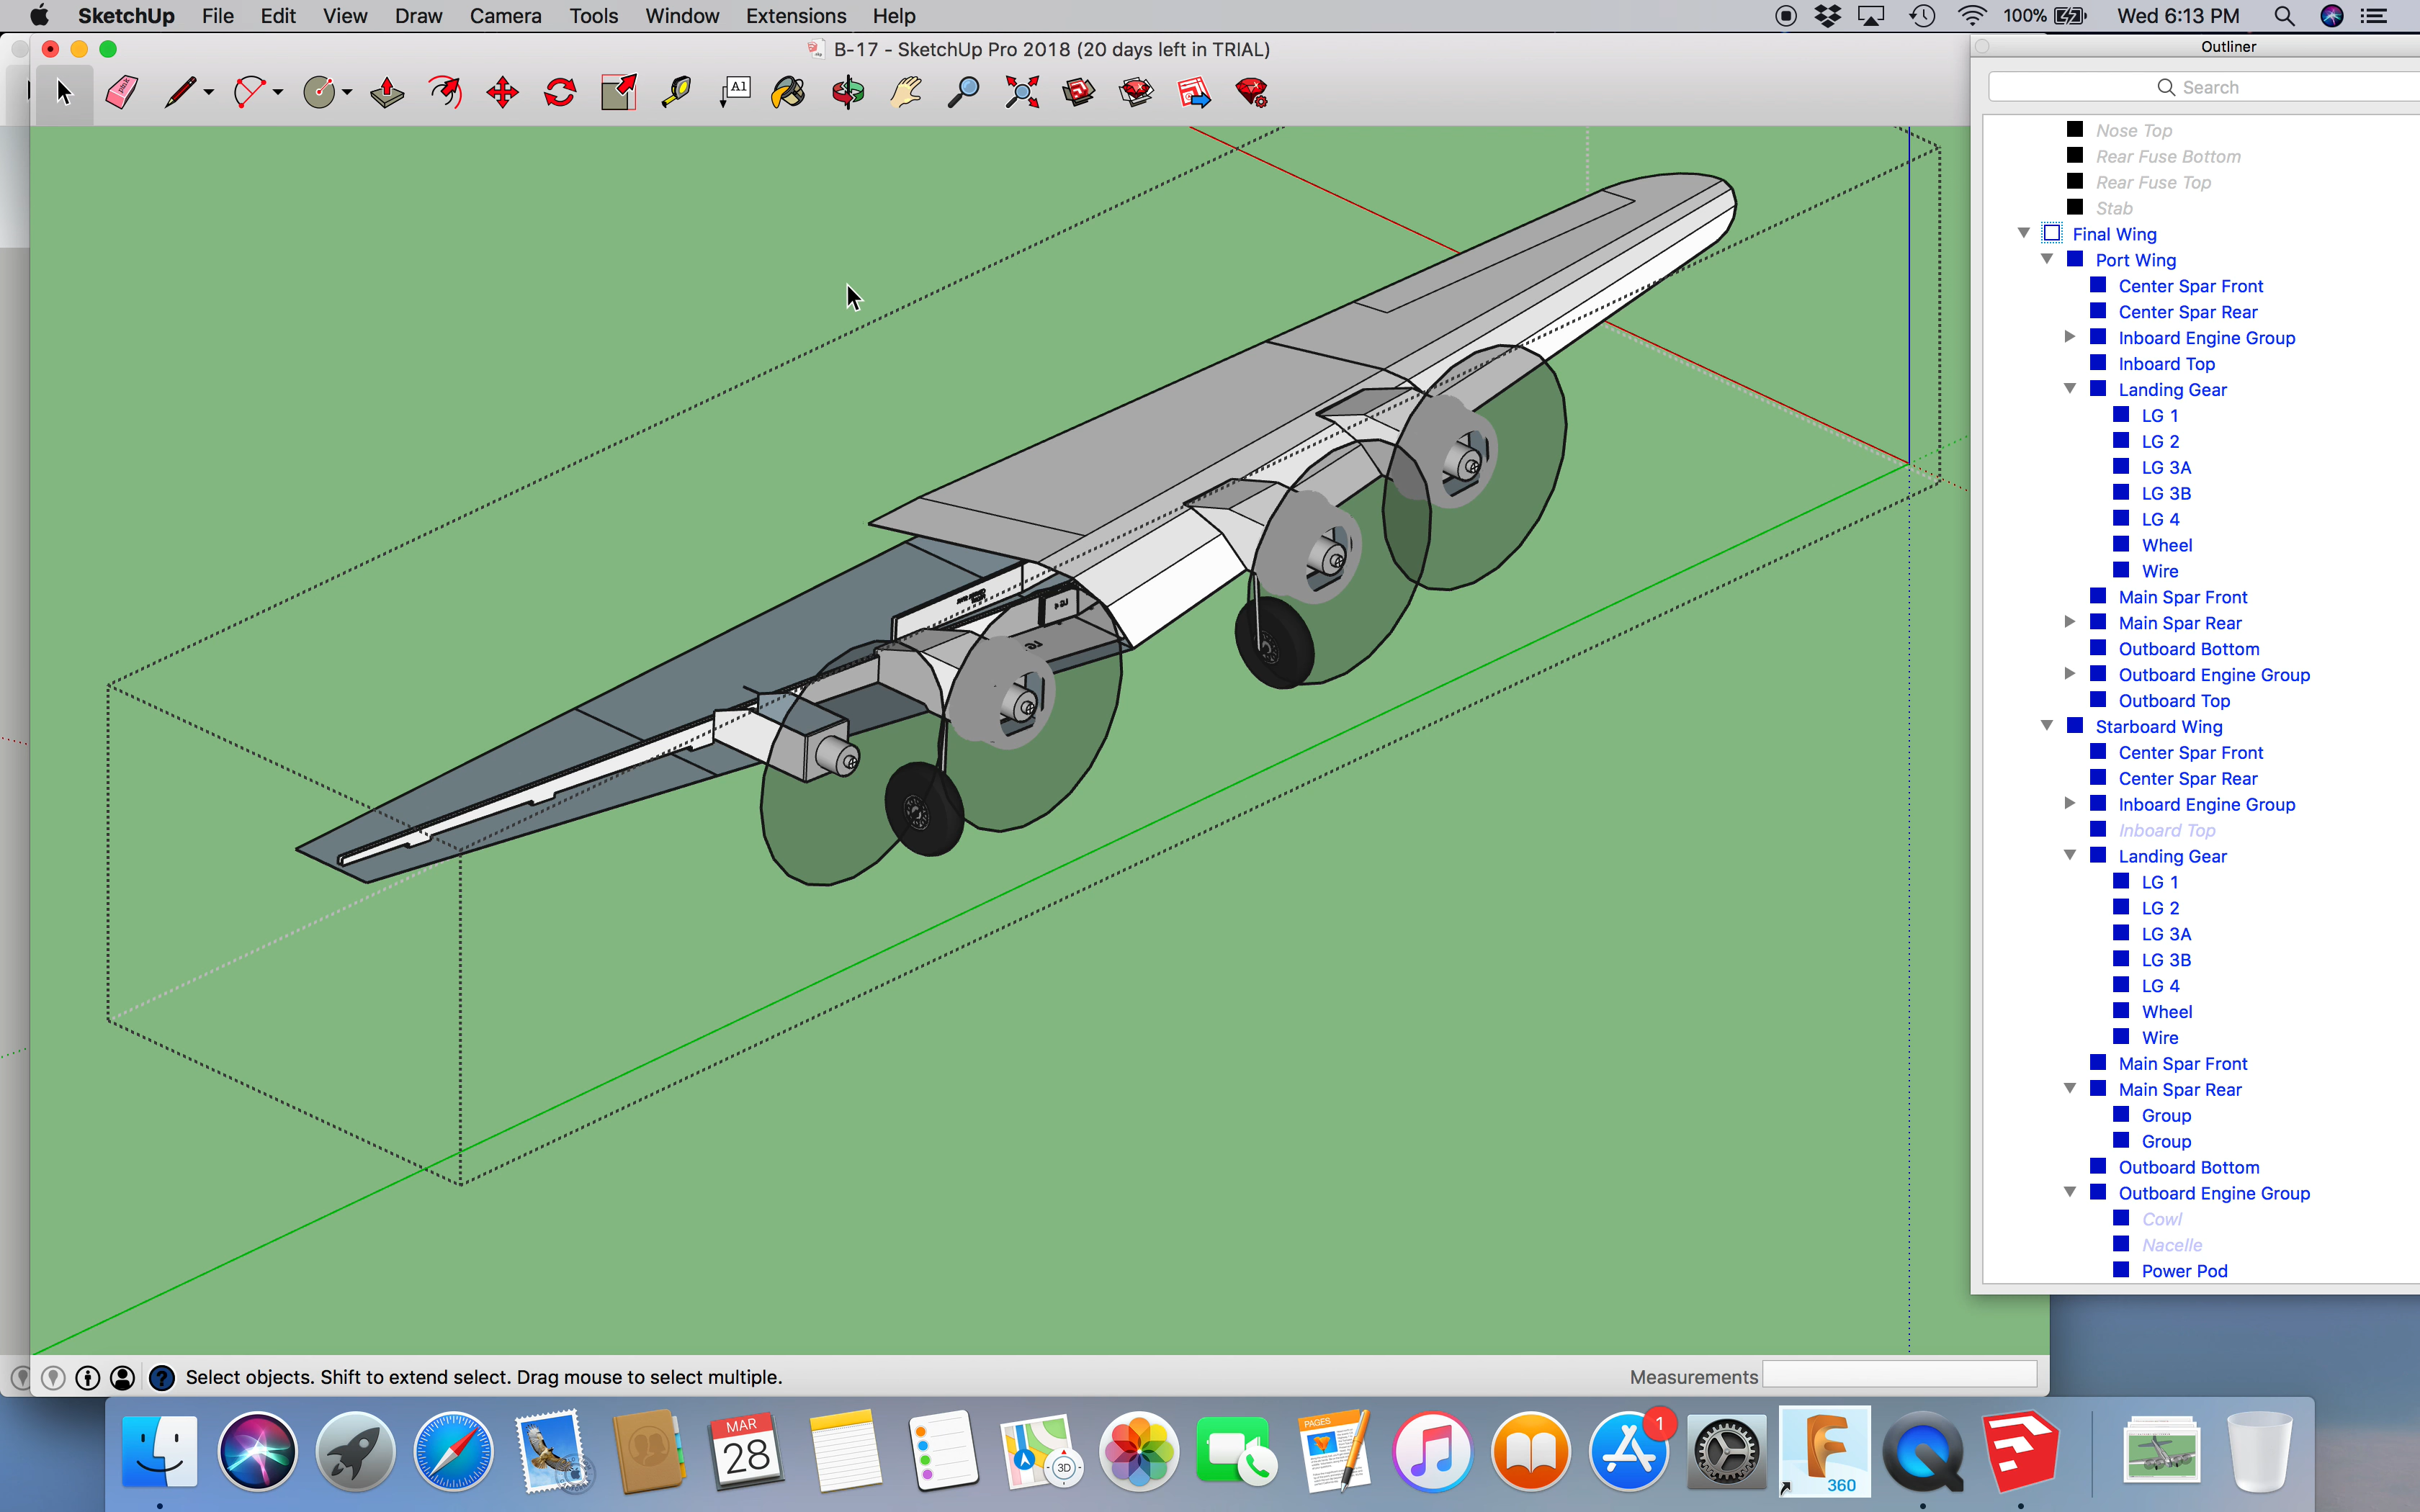 SketchUp File Edit View Draw Camera Tools Window Extensions Help
100% Wed 6:13 PM
B-17 - SketchUp Pro 2018 (20 days left in TRIAL)
A1
Outliner
Search
Nose Top
Rear Fuse Bottom
Rear Fuse Top
Stab
Final Wing
Port Wing
Center Spar Front
Center Spar Rear
Inboard Engine Group
Inboard Top
Landing Gear
LG 1
LG 2
LG 3A
LG 3B
LG 4
Wheel
Wire
Main Spar Front
Main Spar Rear
Outboard Bottom
Outboard Engine Group
Outboard Top
Starboard Wing
Center Spar Front
Center Spar Rear
Inboard Engine Group
Inboard Top
Landing Gear
LG 1
LG 2
LG 3A
LG 3B
LG 4
Wheel
Wire
Main Spar Front
Main Spar Rear
Group
Group
Outboard Bottom
Outboard Engine Group
Cowl
Nacelle
Power Pod
LG 4
Select objects. Shift to extend select. Drag mouse to select multiple.
Measurements
MAR
28
3D
PAGES
1
360